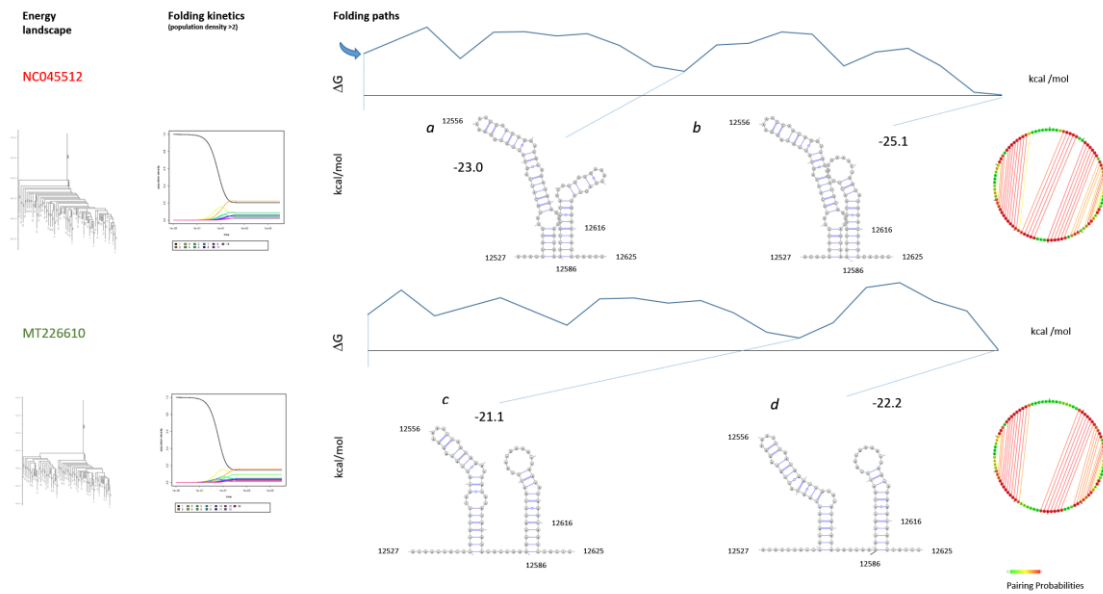 Energy
landscape
Folding kinetics
(population density >2)
Folding paths
NC045512
ΔG
kcal /mol
a
12556
-23.0
b
12556
-25.1
kcal/mol
12616
12616
12527
12625
12527
12625
12586
12586
MT226610
ΔG
kcal /mol
c
-21.1
d
-22.2
12556
12556
kcal/mol
12616
12616
12527
12625
12527
12625
12586
12586
Pairing Probabilities